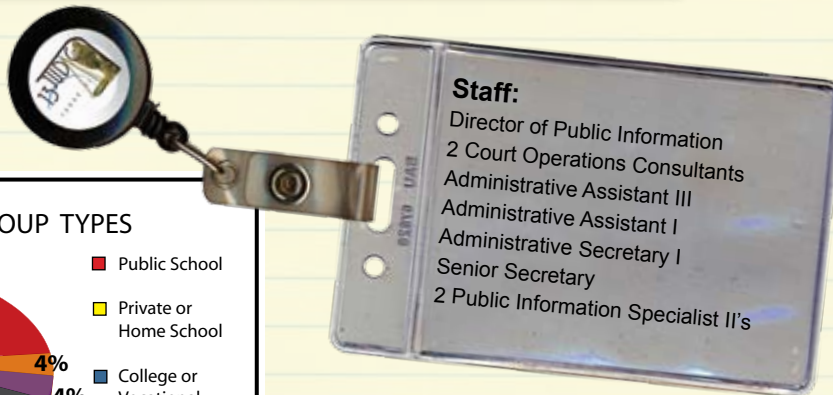 Staff:
Director of Public Information
2 Court Operations Consultants
Administrative Assistant III
Administrative Assistant I
Administrative Secretary I
Senior Secretary
2 Public Information Specialist II's
OUP TYPES
Public School
Private or
Home School
College or
4%
4%